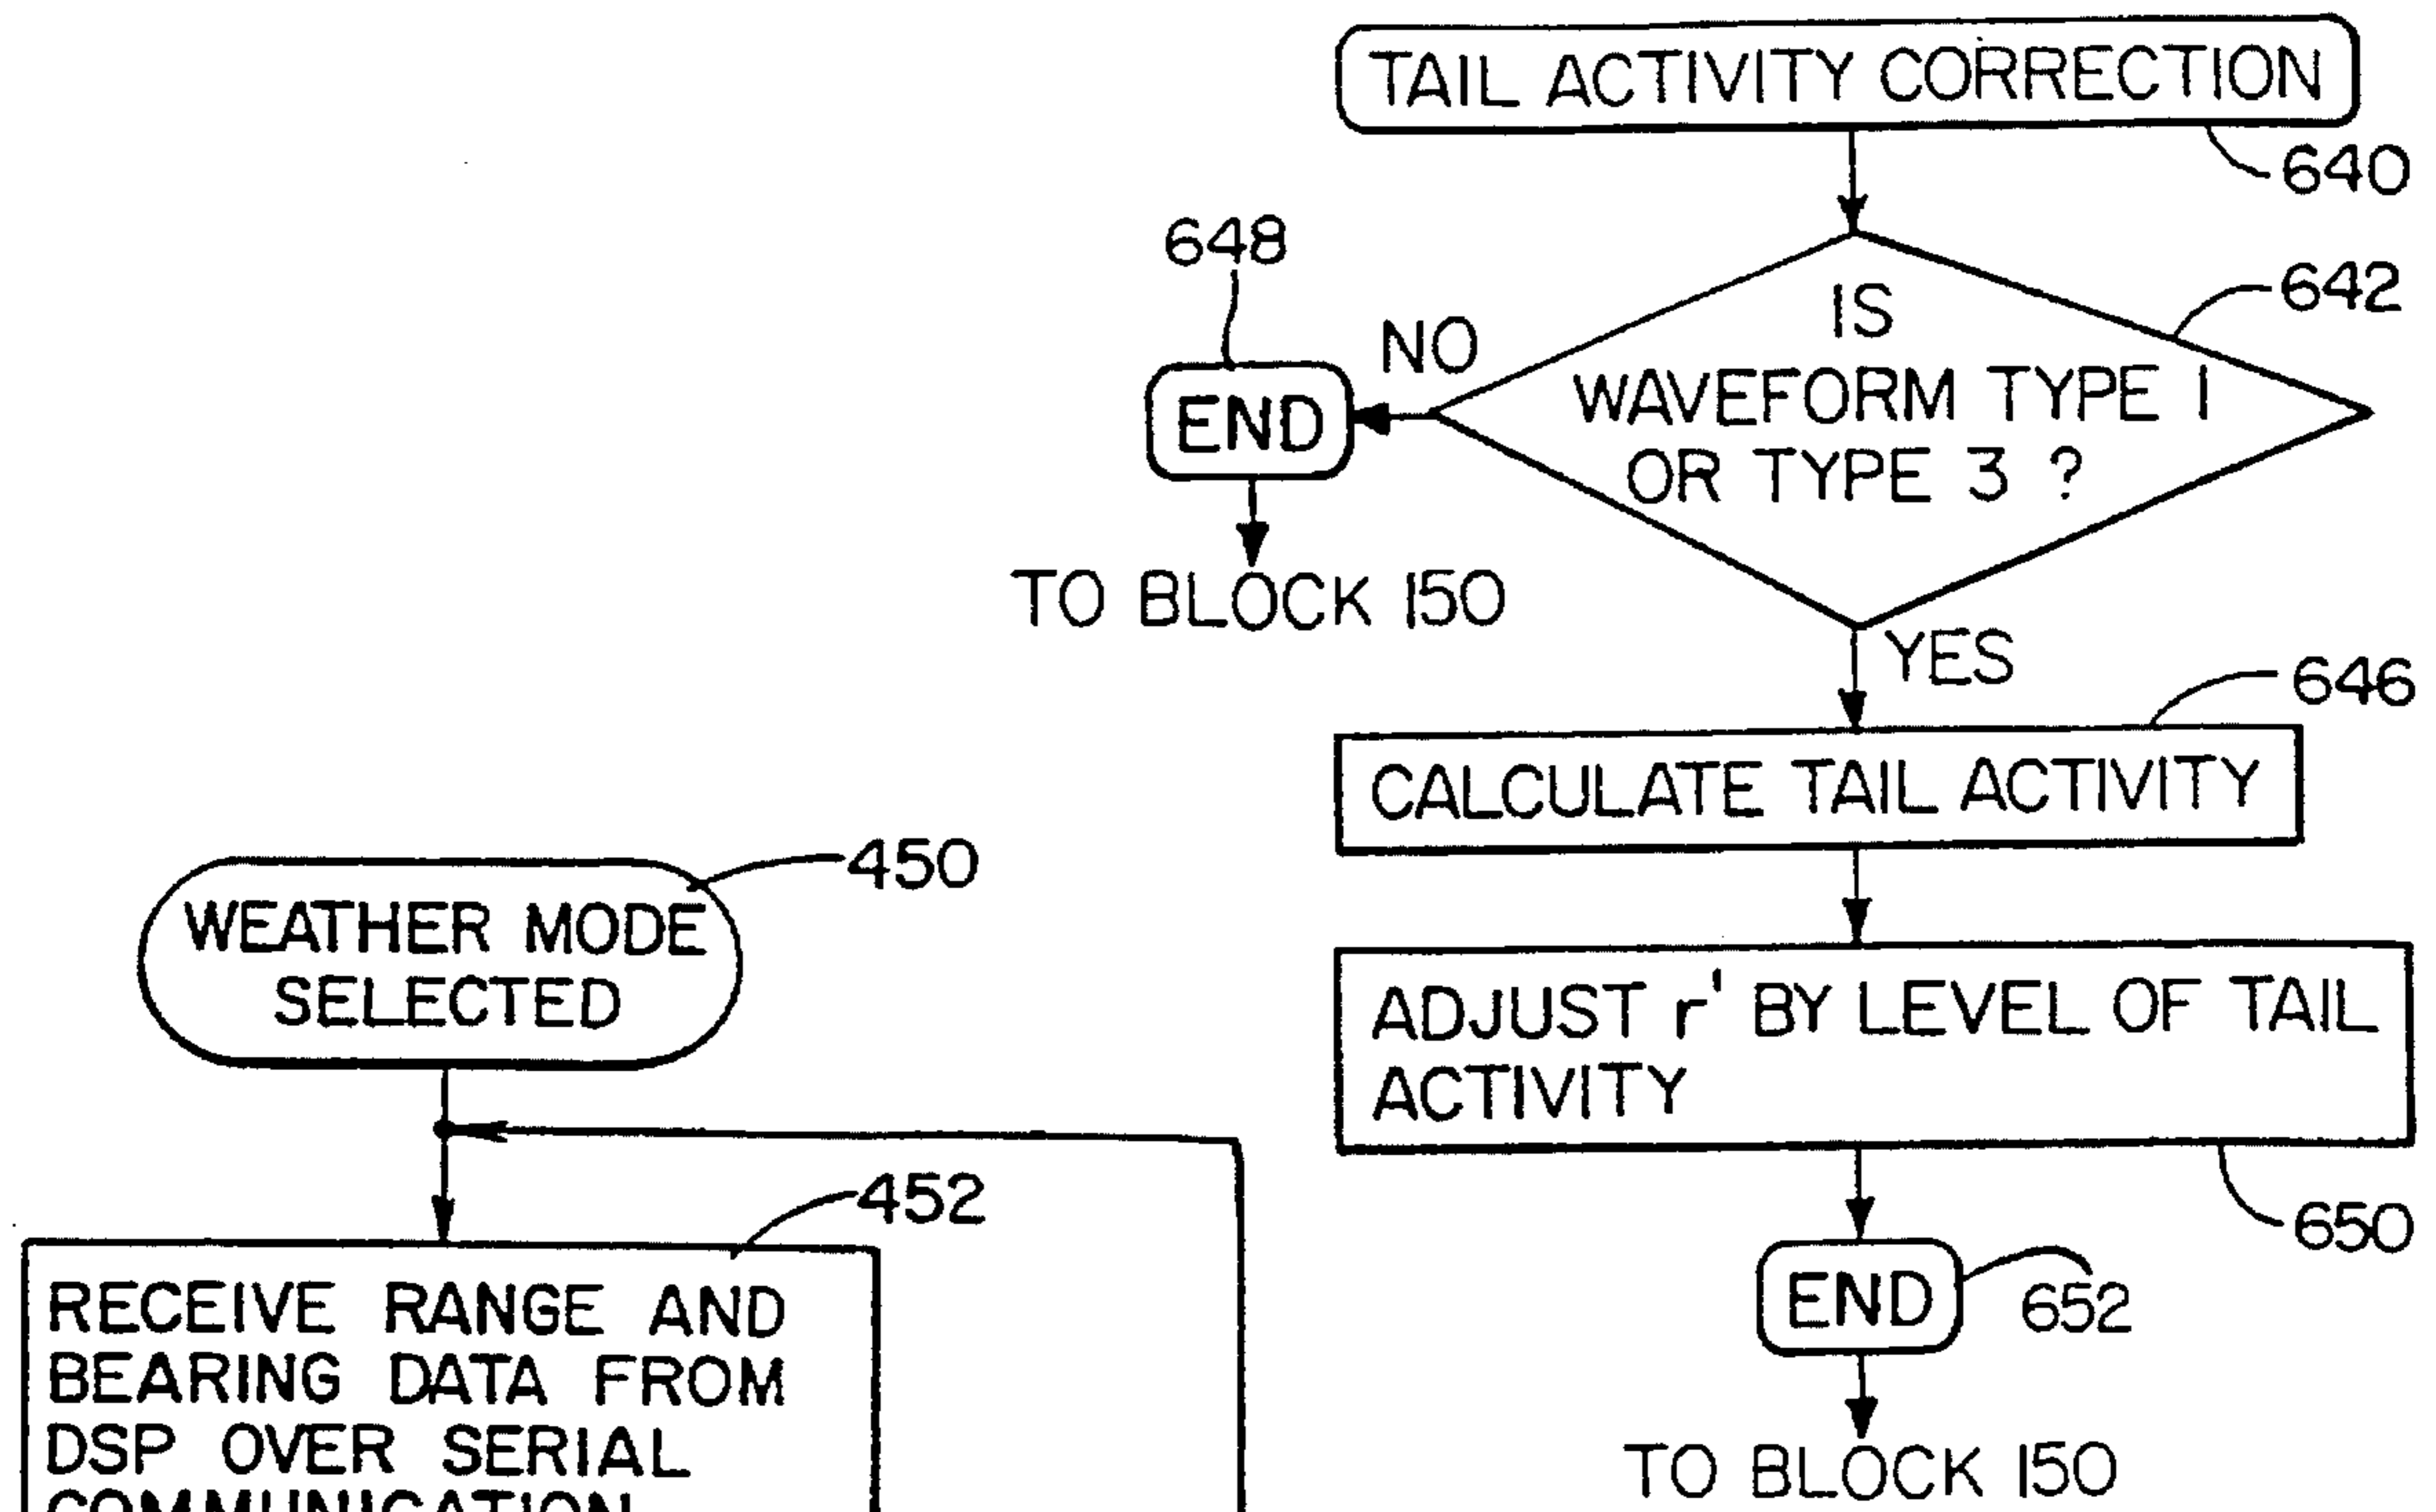 TAIL ACTIVITY CORRECTION
640
648
642
NO
IS
WAVEFORM TYPE 1
OR TYPE 3 ?
END
TO BLOCK 150
YES
646
CALCULATE TAIL ACTIVITY
ADJUST r' BY LEVEL OF TAIL
ACTIVITY
650
END
652
TO BLOCK 150
450
WEATHER MODE
SELECTED
452
RECEIVE RANGE AND
BEARING DATA FROM
DSP OVER SERIAL
COMMUNICATION